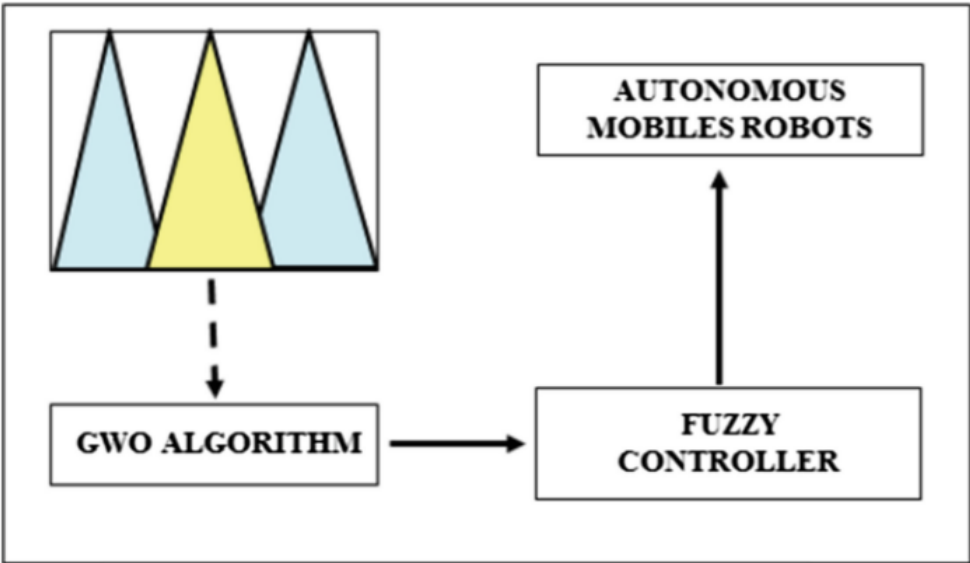 AUTONOMOUS
MOBILES ROBOTS
GWO ALGORITHM
FUZZY
CONTROLLER